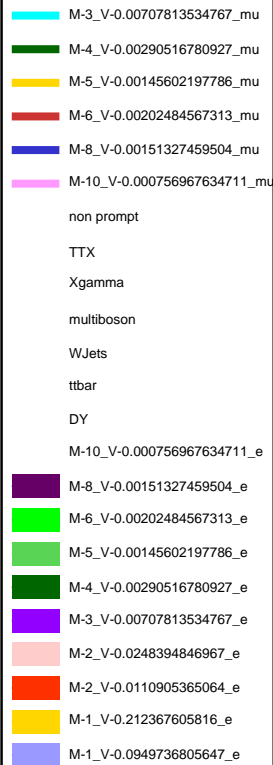 M-3_V-0.00707813534767_mu
M-4_V-0.00290516780927_mu
M-5_V-0.00145602197786_mu
M-6_V-0.00202484567313_mu
M-8_V-0.00151327459504_mu
M-10_V-0.000756967634711_mu
non prompt
TTX
Xgamma
multiboson
WJets
ttbar
DY
M-10_V-0.000756967634711_e
M-8_V-0.00151327459504_e
M-6_V-0.00202484567313_e
M-5_V-0.00145602197786_e
M-4_V-0.00290516780927_e
M-3_V-0.00707813534767_e
M-2_V-0.0248394846967_e
M-2_V-0.0110905365064_e
M-1_V-0.212367605816_e
M-1_V-0.0949736805647_e